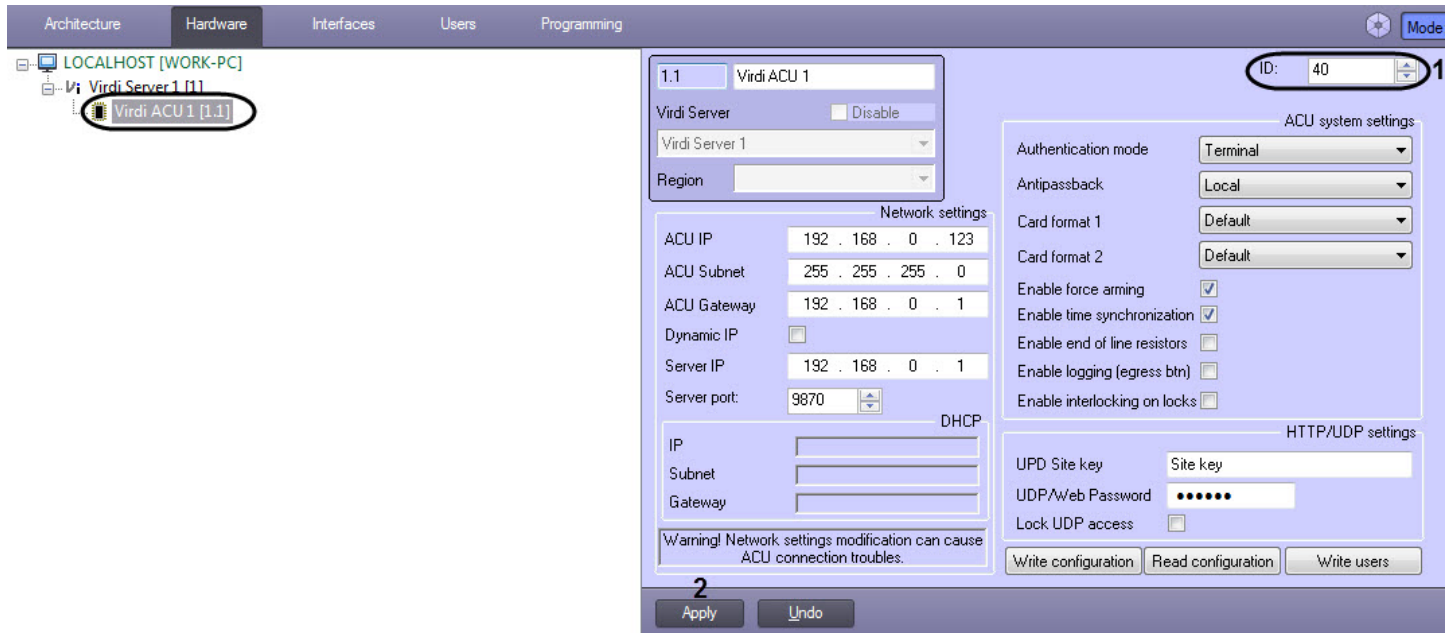 Architecture Hardware Interfaces Users Programming Mode
LOCALHOST [WORK-PC]
Virdi Server 1 [1]
Virdi ACU 1 [1.1]
1.1 Virdi ACU 1
Virdi Server Disable
Virdi Server 1
Region
Network settings
ACU IP 192 . 168 . 0 . 123
ACU Subnet 255 . 255 . 255 . 0
ACU Gateway 192 . 168 . 0 . 1
Dynamic IP
Server IP 192 . 168 . 0 . 1
Server port: 9870
DHCP
IP
Subnet
Gateway
Warning! Network settings modification can cause
ACU connection troubles.
ID: 40 1
ACU system settings
Authentication mode Terminal
Antipassback Local
Card format 1 Default
Card format 2 Default
Enable force arming
Enable time synchronization
Enable end of line resistors
Enable logging (egress btn)
Enable interlocking on locks
HTTP/UDP settings
UPD Site key Site key
UDP/Web Password ••••••
Lock UDP access
Write configuration Read configuration Write users
2
Apply Undo